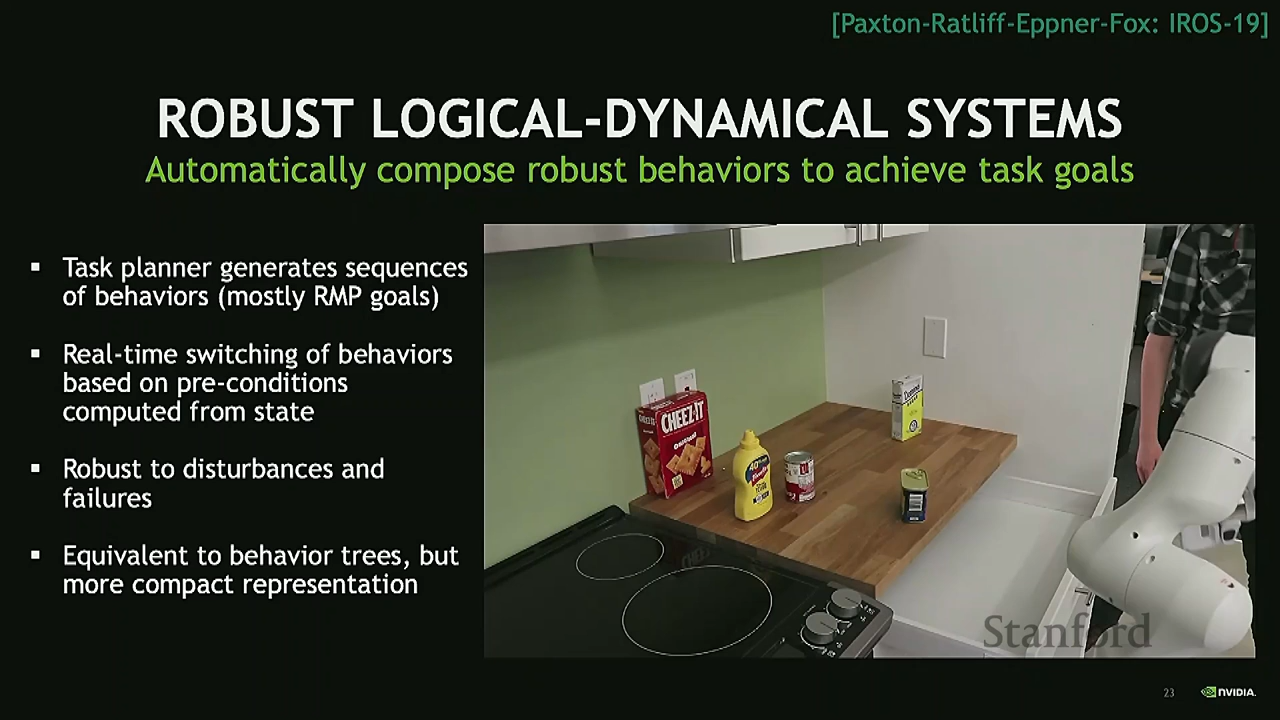 [Paxton-Ratliff-Eppner-Fox: IROS-19]
ROBUST LOGICAL-DYNAMICAL SYSTEMS
Automatically compose robust behaviors to achieve task goals
▪ Task planner generates sequences
of behaviors (mostly RMP goals)
▪ Real-time switching of behaviors
based on pre-conditions
computed from state
▪ Robust to disturbances and
failures
▪ Equivalent to behavior trees, but
more compact representation
CHEEZ-IT
Stanford
23
NVIDIA.